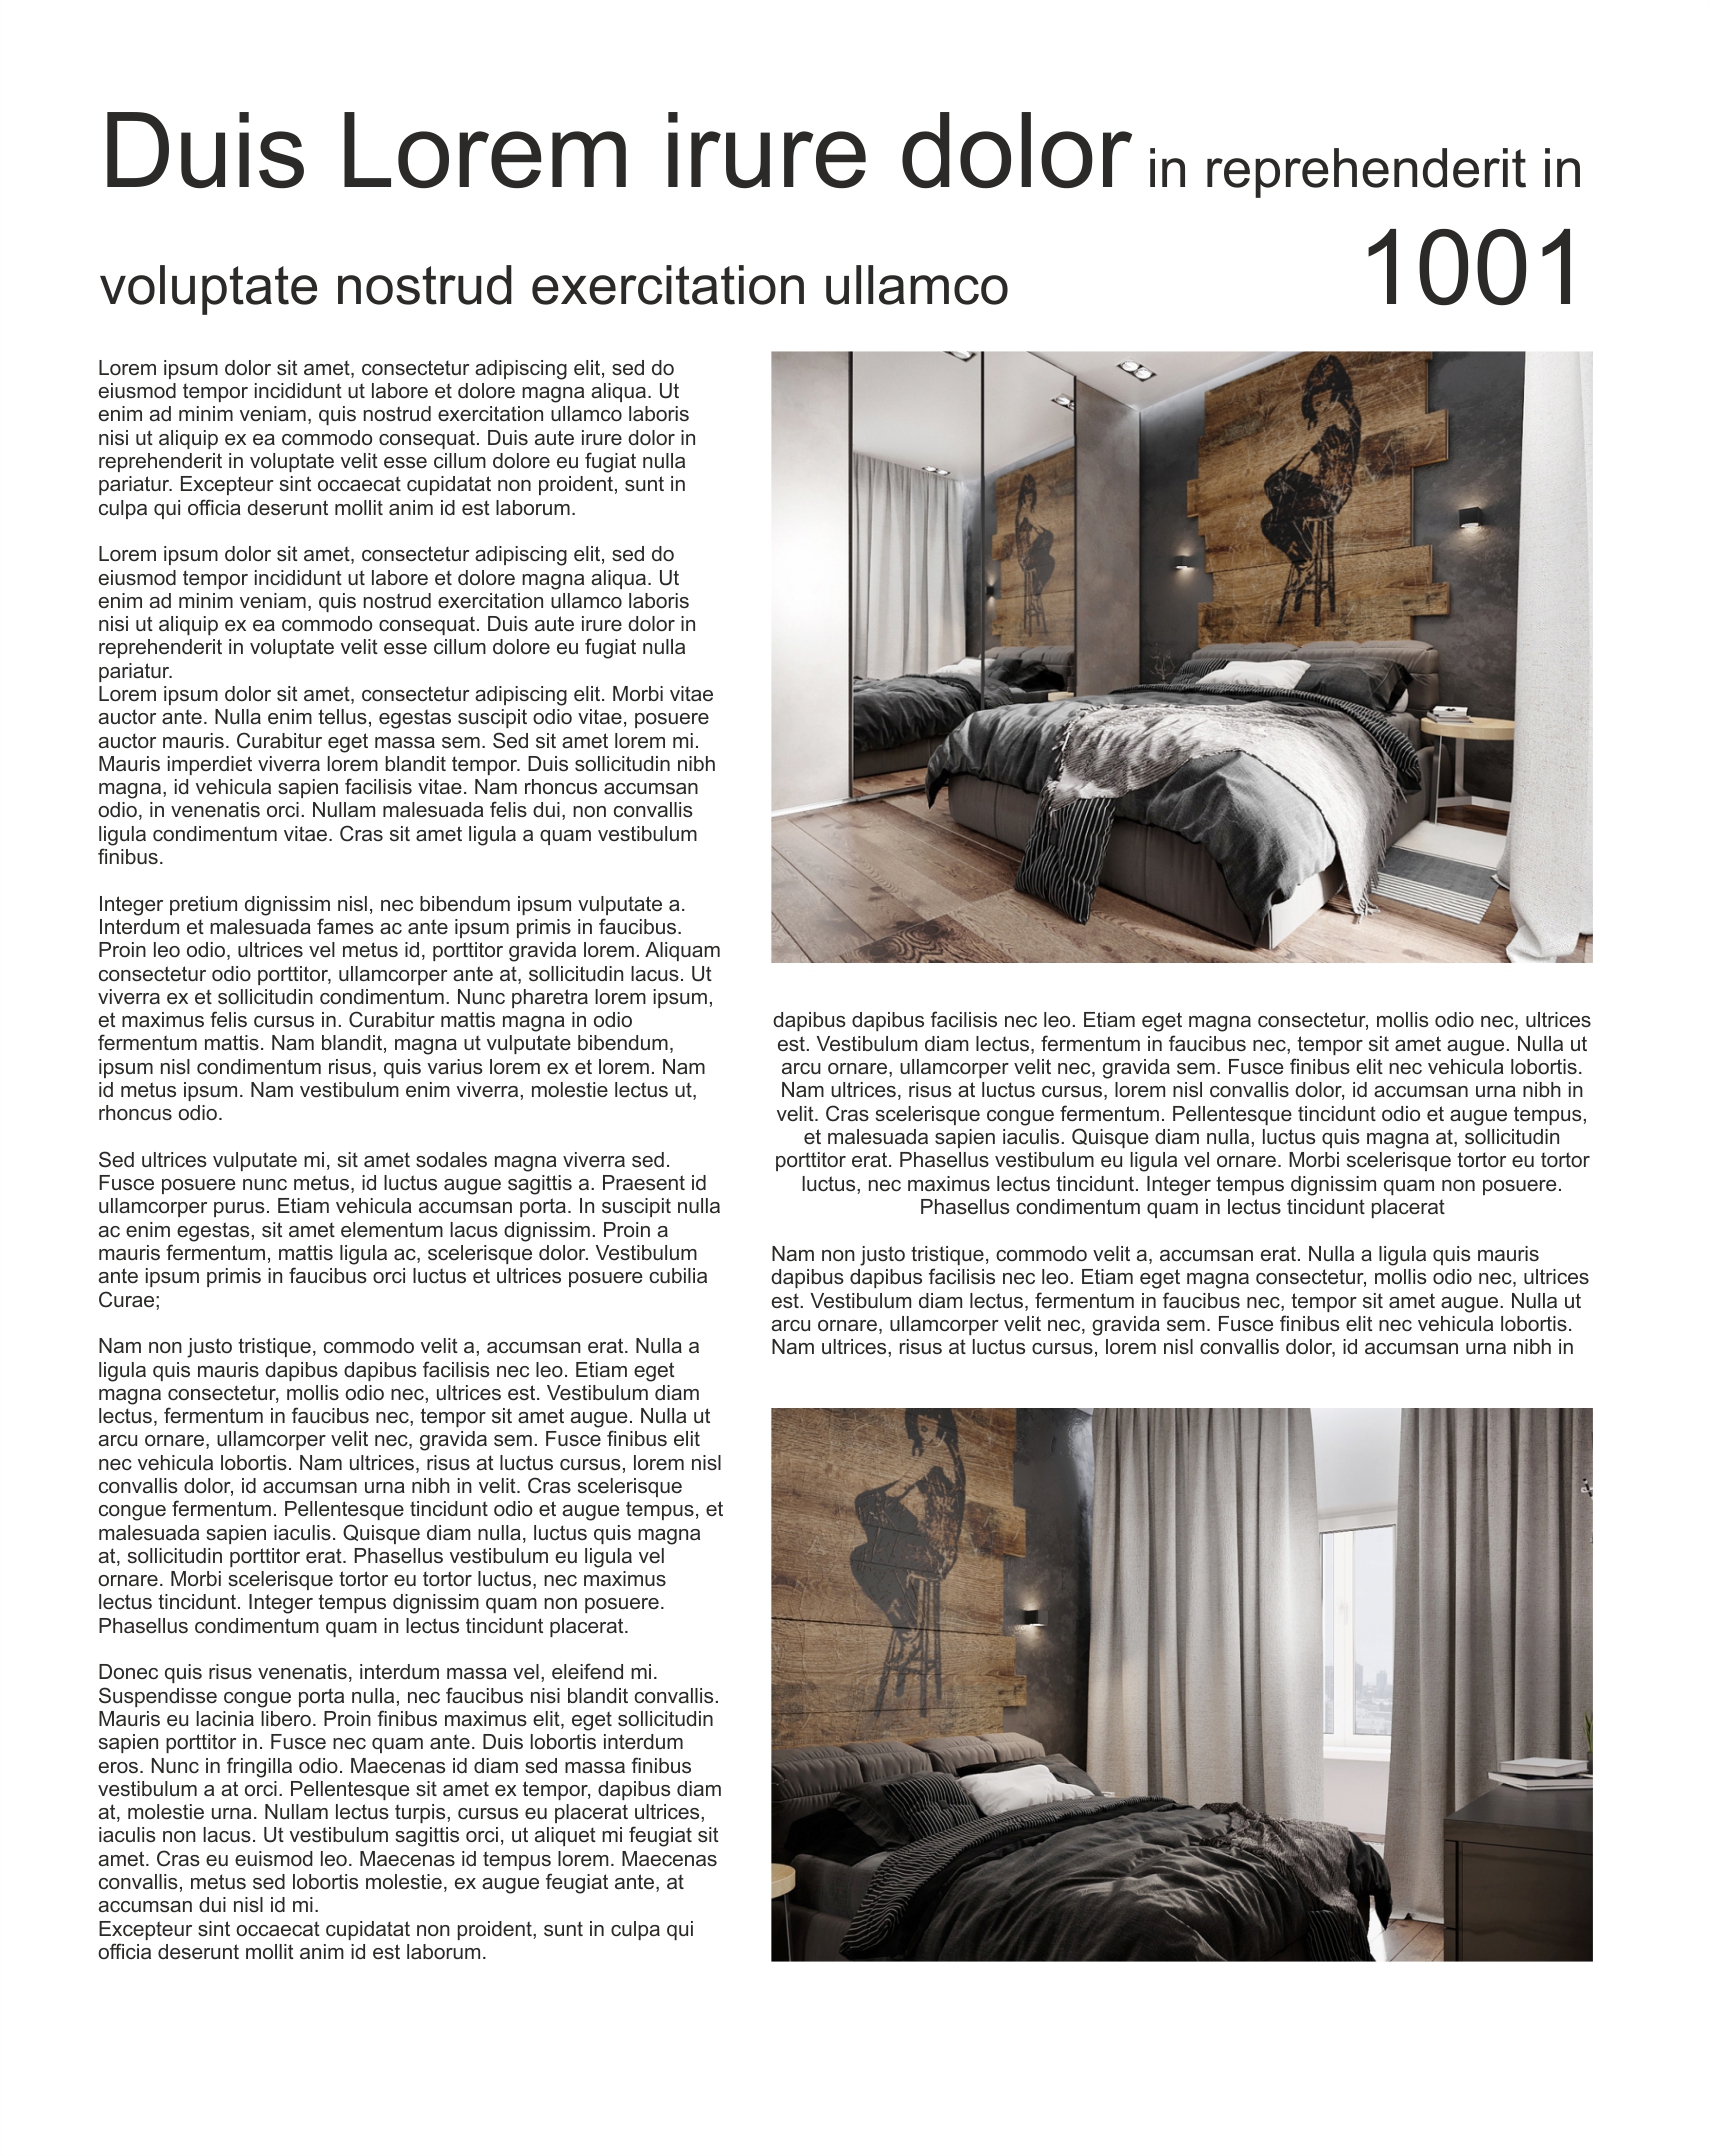 Duis Lorem irure dolor in reprehenderit in
voluptate nostrud exercitation ullamco 1001
Lorem ipsum dolor sit amet, consectetur adipiscing elit, sed do
eiusmod tempor incididunt ut labore et dolore magna aliqua. Ut
enim ad minim veniam, quis nostrud exercitation ullamco laboris
nisi ut aliquip ex ea commodo consequat. Duis aute irure dolor in
reprehenderit in voluptate velit esse cillum dolore eu fugiat nulla
pariatur. Excepteur sint occaecat cupidatat non proident, sunt in
culpa qui officia deserunt mollit anim id est laborum.
Lorem ipsum dolor sit amet, consectetur adipiscing elit, sed do
eiusmod tempor incididunt ut labore et dolore magna aliqua. Ut
enim ad minim veniam, quis nostrud exercitation ullamco laboris
nisi ut aliquip ex ea commodo consequat. Duis aute irure dolor in
reprehenderit in voluptate velit esse cillum dolore eu fugiat nulla
pariatur.
Lorem ipsum dolor sit amet, consectetur adipiscing elit. Morbi vitae
auctor ante. Nulla enim tellus, egestas suscipit odio vitae, posuere
auctor mauris. Curabitur eget massa sem. Sed sit amet lorem mi.
Mauris imperdiet viverra lorem blandit tempor. Duis sollicitudin nibh
magna, id vehicula sapien facilisis vitae. Nam rhoncus accumsan
odio, in venenatis orci. Nullam malesuada felis dui, non convallis
ligula condimentum vitae. Cras sit amet ligula a quam vestibulum
finibus.
Integer pretium dignissim nisl, nec bibendum ipsum vulputate a.
Interdum et malesuada fames ac ante ipsum primis in faucibus.
Proin leo odio, ultrices vel metus id, porttitor gravida lorem. Aliquam
consectetur odio porttitor, ullamcorper ante at, sollicitudin lacus. Ut
viverra ex et sollicitudin condimentum. Nunc pharetra lorem ipsum,
et maximus felis cursus in. Curabitur mattis magna in odio
fermentum mattis. Nam blandit, magna ut vulputate bibendum,
ipsum nisl condimentum risus, quis varius lorem ex et lorem. Nam
id metus ipsum. Nam vestibulum enim viverra, molestie lectus ut,
rhoncus odio.
Sed ultrices vulputate mi, sit amet sodales magna viverra sed.
Fusce posuere nunc metus, id luctus augue sagittis a. Praesent id
ullamcorper purus. Etiam vehicula accumsan porta. In suscipit nulla
ac enim egestas, sit amet elementum lacus dignissim. Proin a
mauris fermentum, mattis ligula ac, scelerisque dolor. Vestibulum
ante ipsum primis in faucibus orci luctus et ultrices posuere cubilia
Curae;
Nam non justo tristique, commodo velit a, accumsan erat. Nulla a
ligula quis mauris dapibus dapibus facilisis nec leo. Etiam eget
magna consectetur, mollis odio nec, ultrices est. Vestibulum diam
lectus, fermentum in faucibus nec, tempor sit amet augue. Nulla ut
arcu ornare, ullamcorper velit nec, gravida sem. Fusce finibus elit
nec vehicula lobortis. Nam ultrices, risus at luctus cursus, lorem nisl
convallis dolor, id accumsan urna nibh in velit. Cras scelerisque
congue fermentum. Pellentesque tincidunt odio et augue tempus, et
malesuada sapien iaculis. Quisque diam nulla, luctus quis magna
at, sollicitudin porttitor erat. Phasellus vestibulum eu ligula vel
ornare. Morbi scelerisque tortor eu tortor luctus, nec maximus
lectus tincidunt. Integer tempus dignissim quam non posuere.
Phasellus condimentum quam in lectus tincidunt placerat.
Donec quis risus venenatis, interdum massa vel, eleifend mi.
Suspendisse congue porta nulla, nec faucibus nisi blandit convallis.
Mauris eu lacinia libero. Proin finibus maximus elit, eget sollicitudin
sapien porttitor in. Fusce nec quam ante. Duis lobortis interdum
eros. Nunc in fringilla odio. Maecenas id diam sed massa finibus
vestibulum a at orci. Pellentesque sit amet ex tempor, dapibus diam
at, molestie urna. Nullam lectus turpis, cursus eu placerat ultrices,
iaculis non lacus. Ut vestibulum sagittis orci, ut aliquet mi feugiat sit
amet. Cras eu euismod leo. Maecenas id tempus lorem. Maecenas
convallis, metus sed lobortis molestie, ex augue feugiat ante, at
accumsan dui nisl id mi.
Excepteur sint occaecat cupidatat non proident, sunt in culpa qui
officia deserunt mollit anim id est laborum.
dapibus dapibus facilisis nec leo. Etiam eget magna consectetur, mollis odio nec, ultrices
est. Vestibulum diam lectus, fermentum in faucibus nec, tempor sit amet augue. Nulla ut
arcu ornare, ullamcorper velit nec, gravida sem. Fusce finibus elit nec vehicula lobortis.
Nam ultrices, risus at luctus cursus, lorem nisl convallis dolor, id accumsan urna nibh in
velit. Cras scelerisque congue fermentum. Pellentesque tincidunt odio et augue tempus,
et malesuada sapien iaculis. Quisque diam nulla, luctus quis magna at, sollicitudin
porttitor erat. Phasellus vestibulum eu ligula vel ornare. Morbi scelerisque tortor eu tortor
luctus, nec maximus lectus tincidunt. Integer tempus dignissim quam non posuere.
Phasellus condimentum quam in lectus tincidunt placerat
Nam non justo tristique, commodo velit a, accumsan erat. Nulla a ligula quis mauris
dapibus dapibus facilisis nec leo. Etiam eget magna consectetur, mollis odio nec, ultrices
est. Vestibulum diam lectus, fermentum in faucibus nec, tempor sit amet augue. Nulla ut
arcu ornare, ullamcorper velit nec, gravida sem. Fusce finibus elit nec vehicula lobortis.
Nam ultrices, risus at luctus cursus, lorem nisl convallis dolor, id accumsan urna nibh in